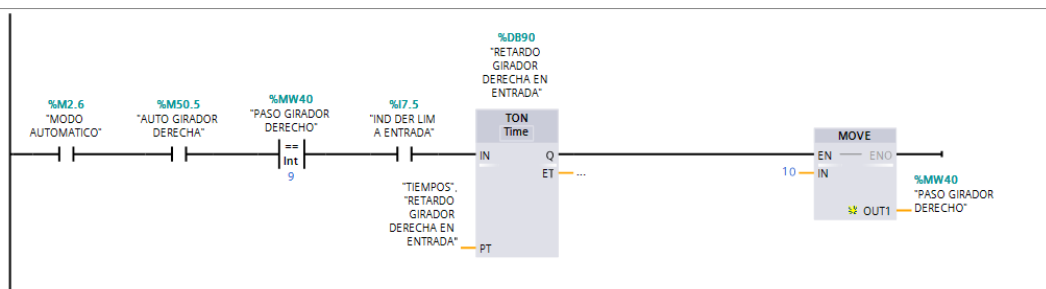 %DB90
"RETARDO
GIRADOR
DERECHA EN
ENTRADA"
%M2.6
"MODO
AUTOMATICO"
%M50.5
"AUTO GIRADOR
DERECHA"
%MW40
"PASO GIRADOR
DERECHO"
==
Int
9
%I7.5
"IND DER LIM
A ENTRADA"
TON
Time
IN
Q
ET
...
"TIEMPOS".
"RETARDO
GIRADOR
DERECHA EN
ENTRADA"
PT
MOVE
EN
ENO
10
IN
OUT1
%MW40
"PASO GIRADOR
DERECHO"